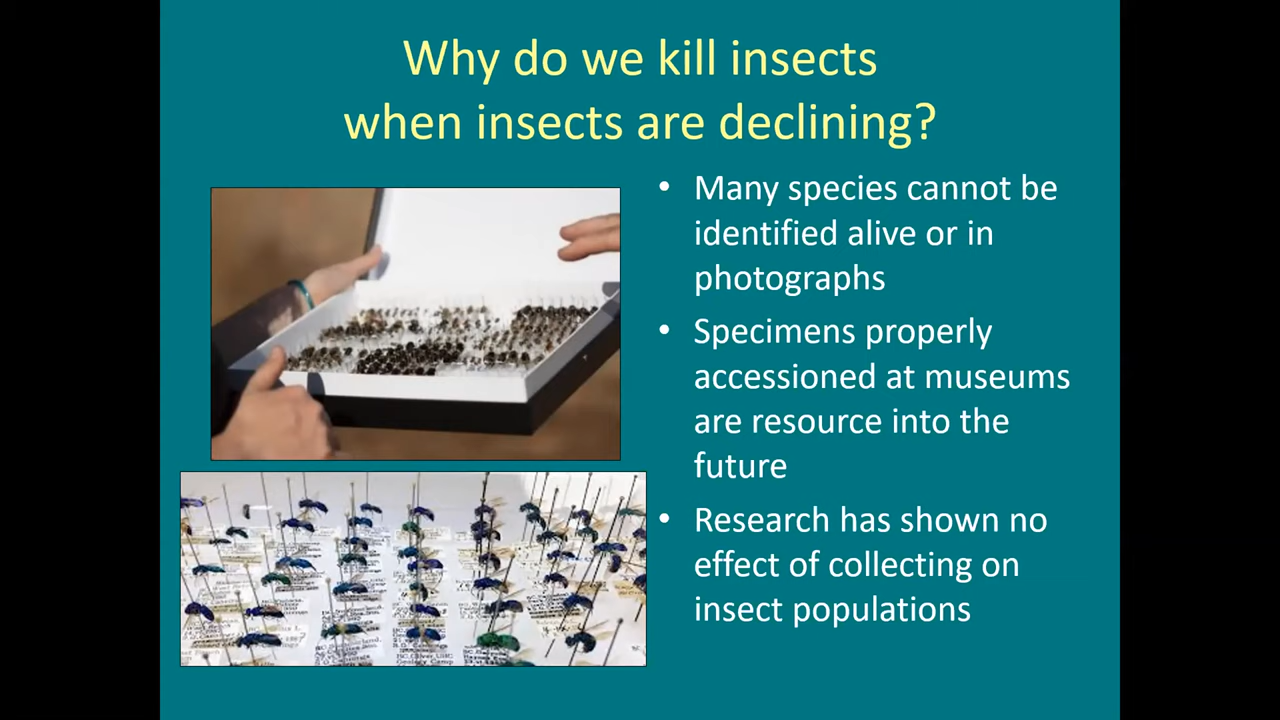 Why do we kill insects
when insects are declining?
• Many species cannot be
identified alive or in
photographs
• Specimens properly
accessioned at museums
are resource into the
future
• Research has shown no
effect of collecting on
insect populations